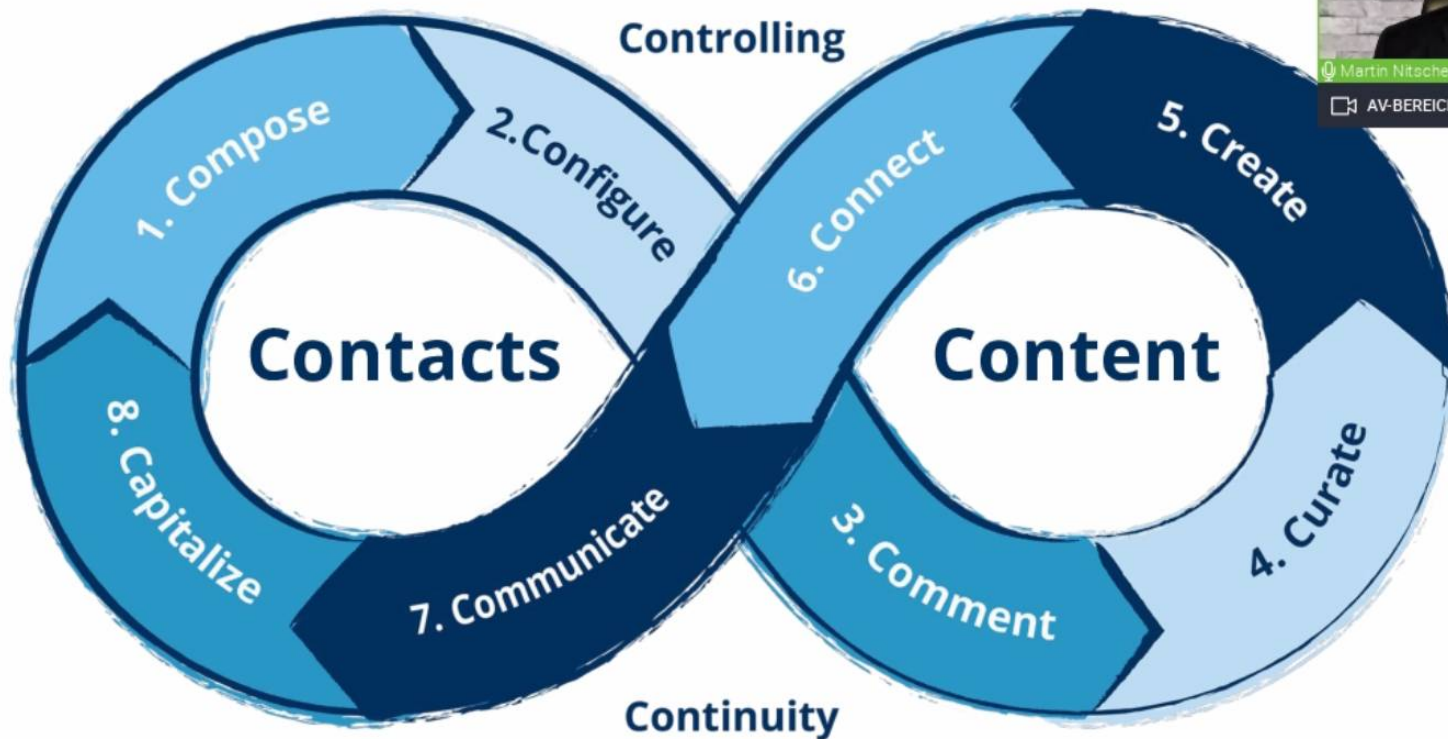 Controlling
Martin Nitsche
AV-BEREICH
1. Compose
2.Configure
6. Connect
5. Create
Contacts
Content
8. Capitalize
7. Communicate
3. Comment
4. Curate
Continuity